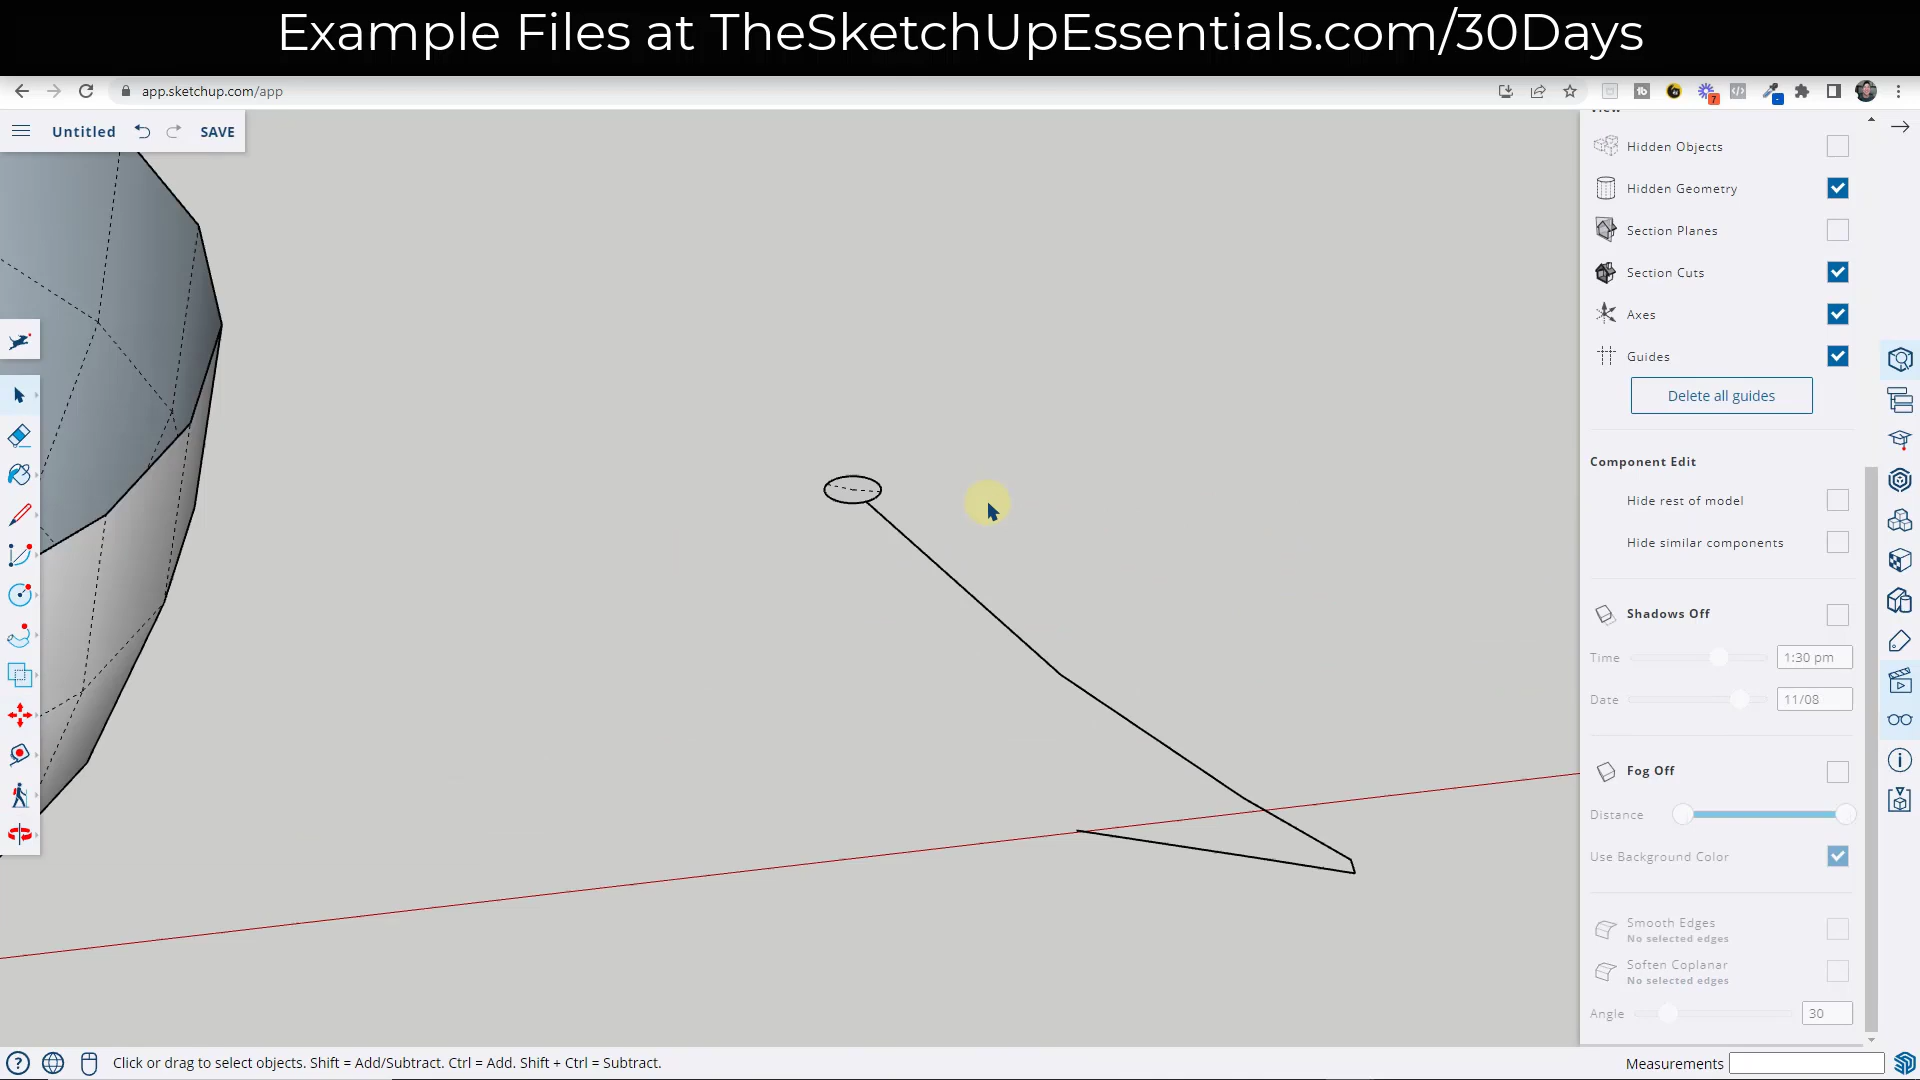 Example Files at TheSketchUpEssentials.com/30Days
app.sketchup.com/app
7
Untitled
SAVE
Hidden Objects
Hidden Geometry
Section Planes
Section Cuts
Axes
Guides
Delete all guides
Component Edit
Hide rest of model
Hide similar components
Shadows Off
Time
1:30 pm
Date
11/08
Fog Off
Distance
Use Background Color
Smooth Edges
No selected edges
Soften Coplanar
No selected edges
Angle
30
Click or drag to select objects. Shift = Add/Subtract. Ctrl = Add. Shift + Ctrl = Subtract.
Measurements